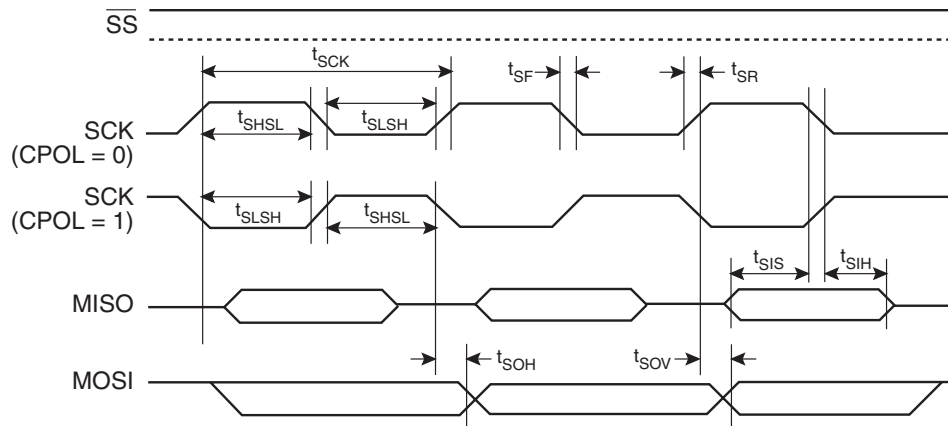 SS
tSCK
tSF
tSR
SCK
(CPOL = 0)
tSHSL
tSLSH
SCK
(CPOL = 1)
tSLSH
tSHSL
tSIS
tSIH
MISO
tSOH
tSOV
MOSI